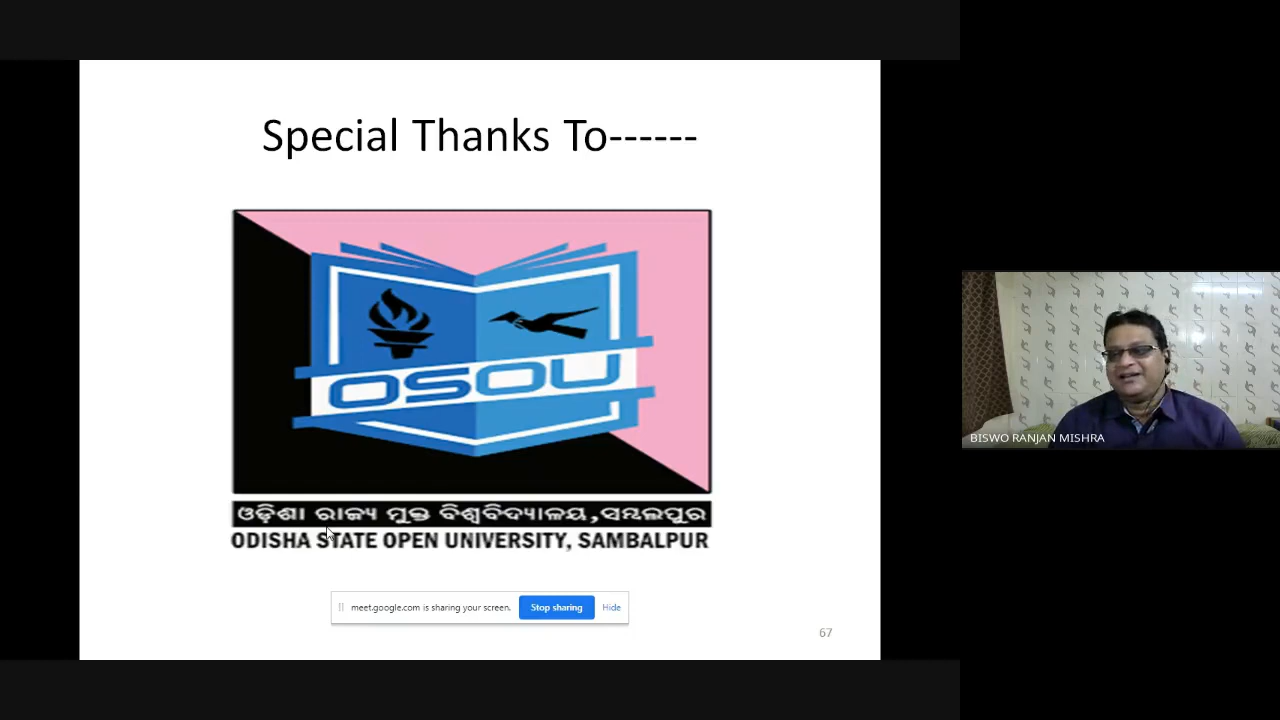 Special Thanks To------
OSOU
ଓଡ଼ିଶା ରାଜ୍ୟ ମୁକ୍ତ ବିଶ୍ୱବିଦ୍ୟାଳୟ,ସମ୍ବଲପୁର
ODISHA STATE OPEN UNIVERSITY, SAMBALPUR
meet.google.com is sharing your screen.
Stop sharing
Hide
67
BISWO RANJAN MISHRA